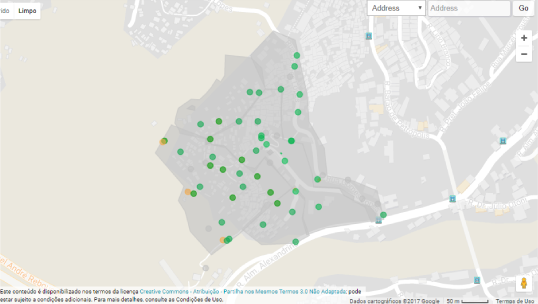 rido Limpo
Address Address Go
+
−
Este conteúdo é disponibilizado nos termos da licença Creative Commons - Atribuição - Partilha nos Mesmos Termos 3.0 Não Adaptada; pode
estar sujeito a condições adicionais. Para mais detalhes, consulte as Condições de Uso.
Dados cartográficos ©2017 Google 50 m Termos de Uso